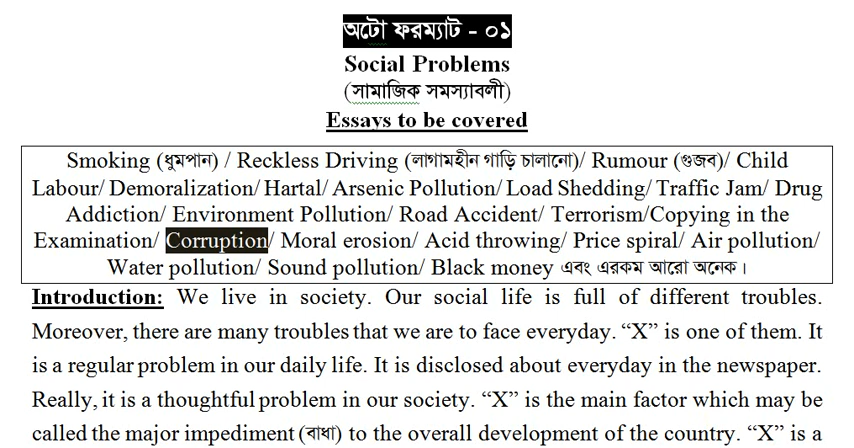 অটো ফরম্যাট - ০১
Social Problems
(সামাজিক সমস্যাবলী)
Essays to be covered
Smoking (ধুমপান) / Reckless Driving (লাগামহীন গাড়ি চালানো)/ Rumour (গুজব)/ Child
Labour/ Demoralization/ Hartal/ Arsenic Pollution/ Load Shedding/ Traffic Jam/ Drug
Addiction/ Environment Pollution/ Road Accident/ Terrorism/Copying in the
Examination/ Corruption/ Moral erosion/ Acid throwing/ Price spiral/ Air pollution/
Water pollution/ Sound pollution/ Black money এবং এরকম আরো অনেক।
Introduction: We live in society. Our social life is full of different troubles.
Moreover, there are many troubles that we are to face everyday. “X” is one of them. It
is a regular problem in our daily life. It is disclosed about everyday in the newspaper.
Really, it is a thoughtful problem in our society. “X” is the main factor which may be
called the major impediment (বাধা) to the overall development of the country. “X” is a